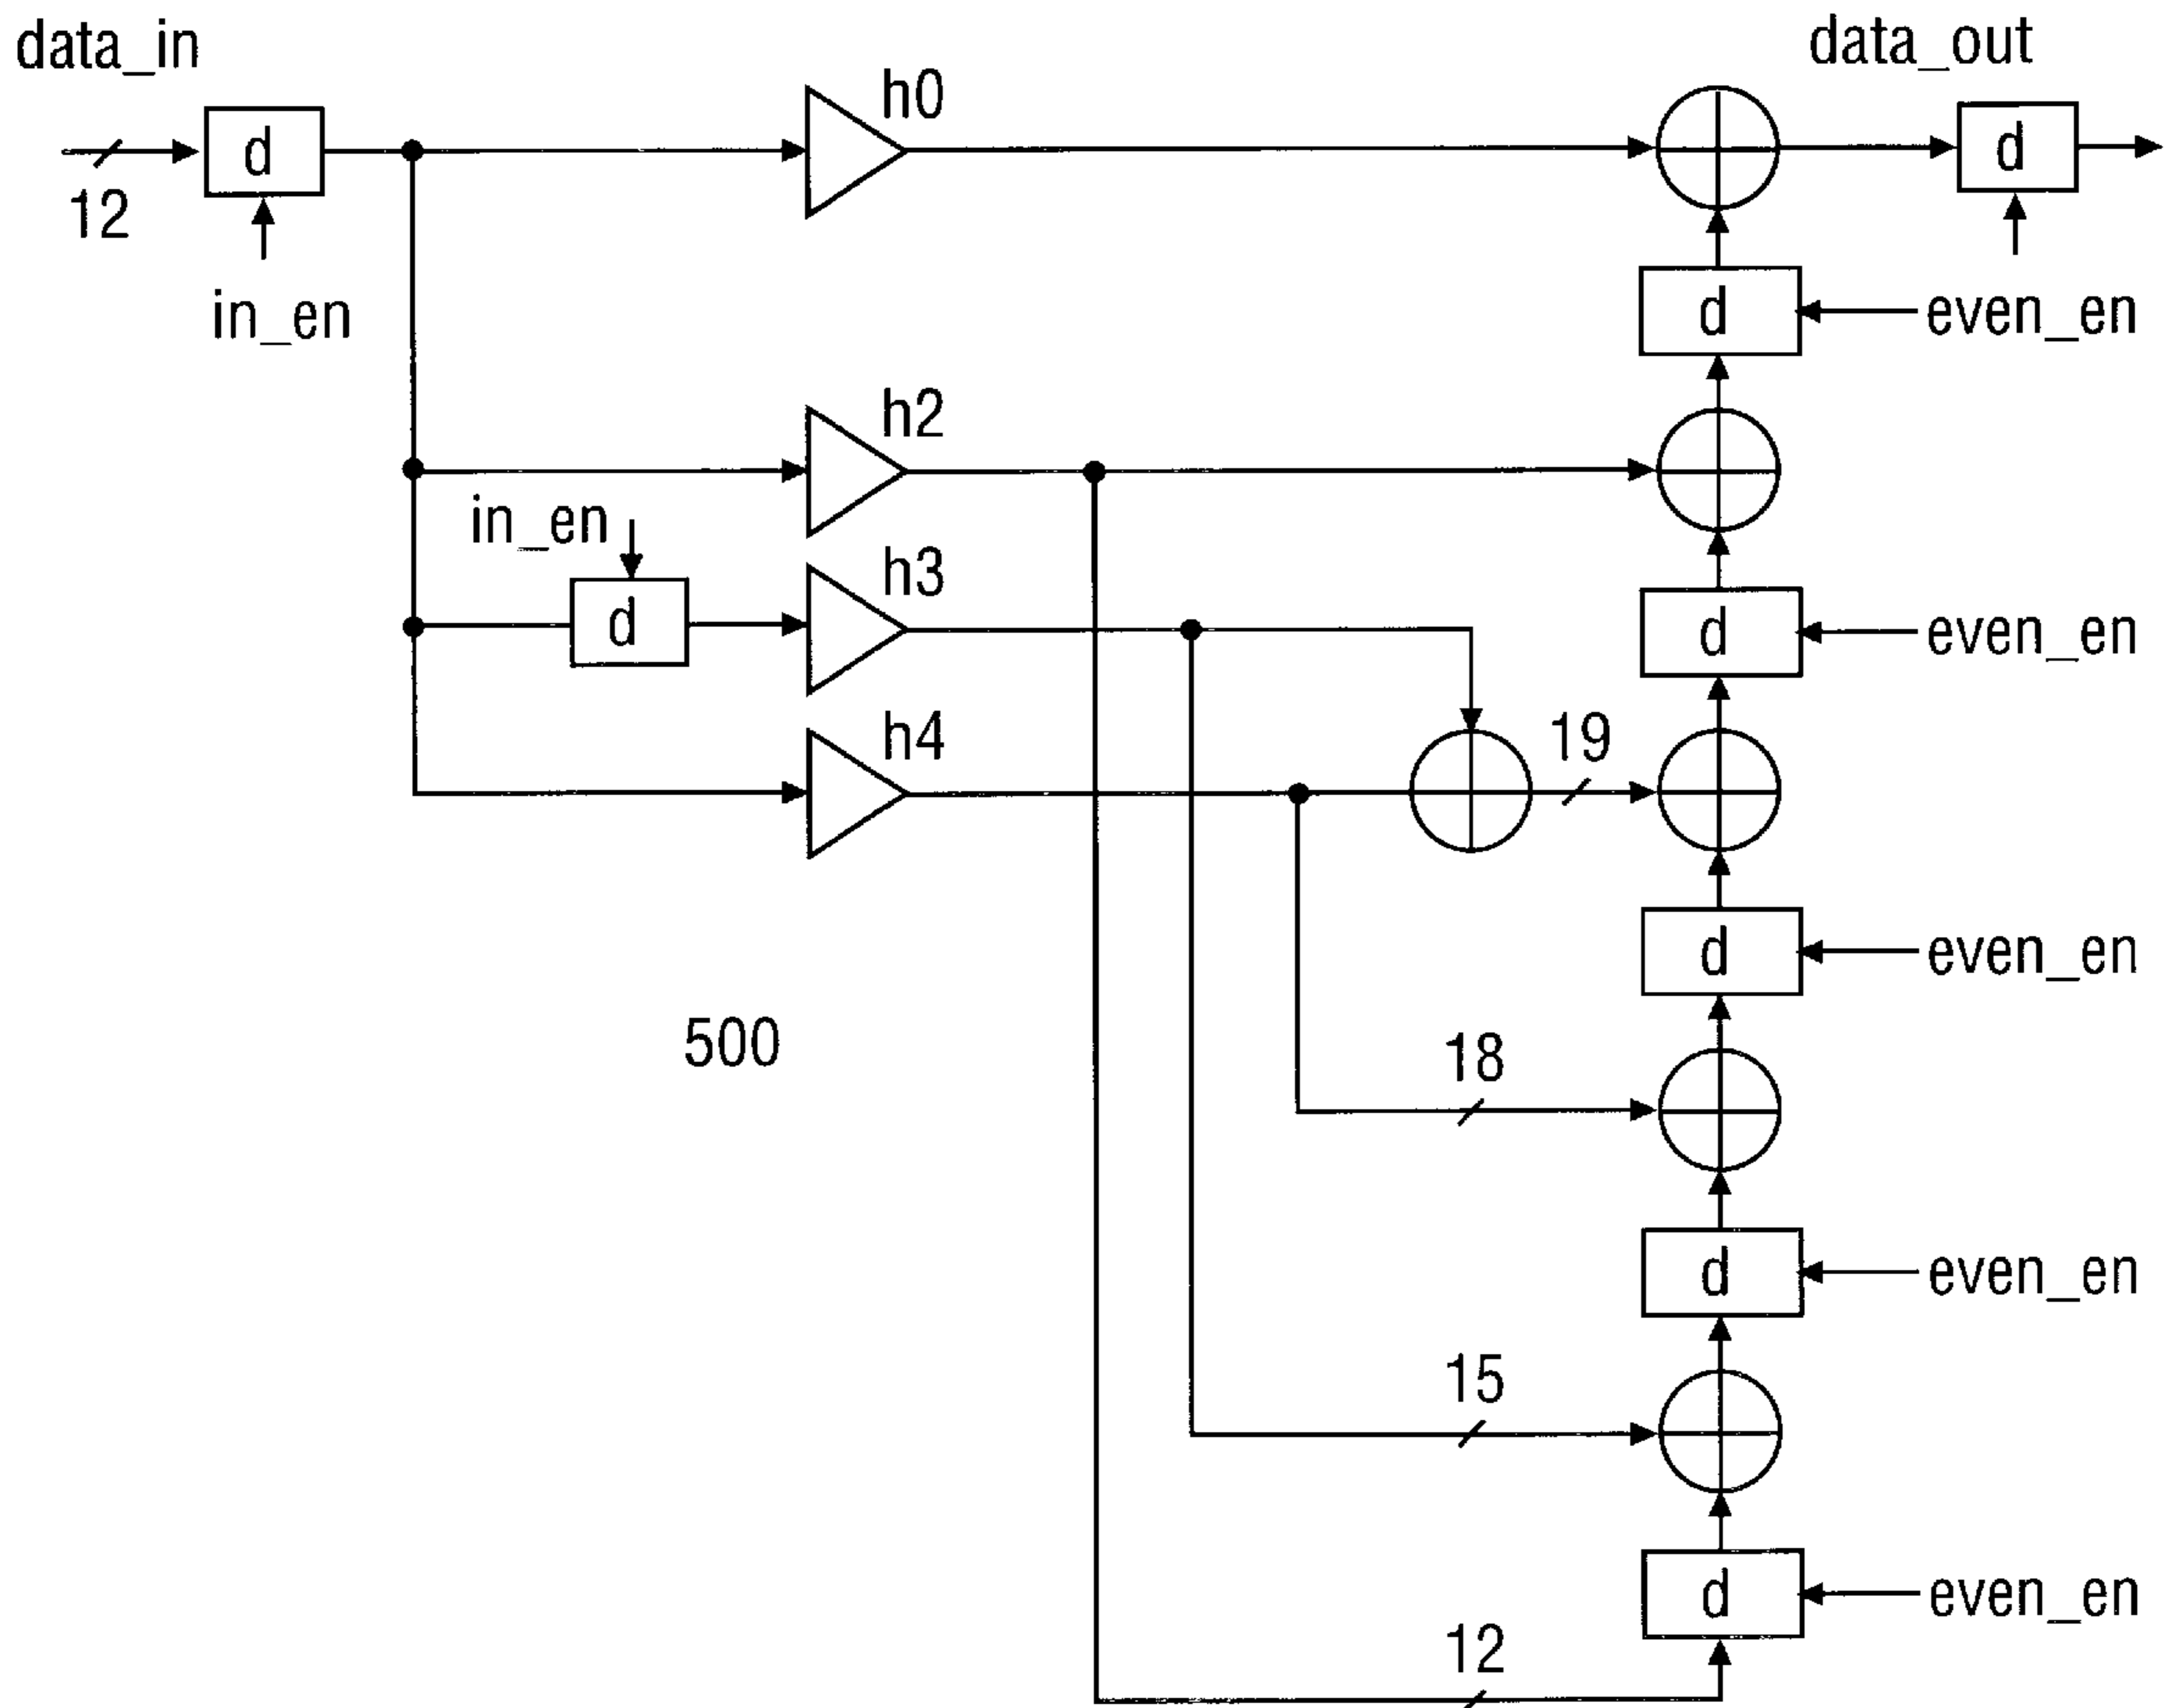 data_in
data_out
h0
d
d
12
in_en
d
even_en
h2
in_en
h3
d
d
even_en
h4
19
d
even_en
500
18
d
even_en
15
d
even_en
12